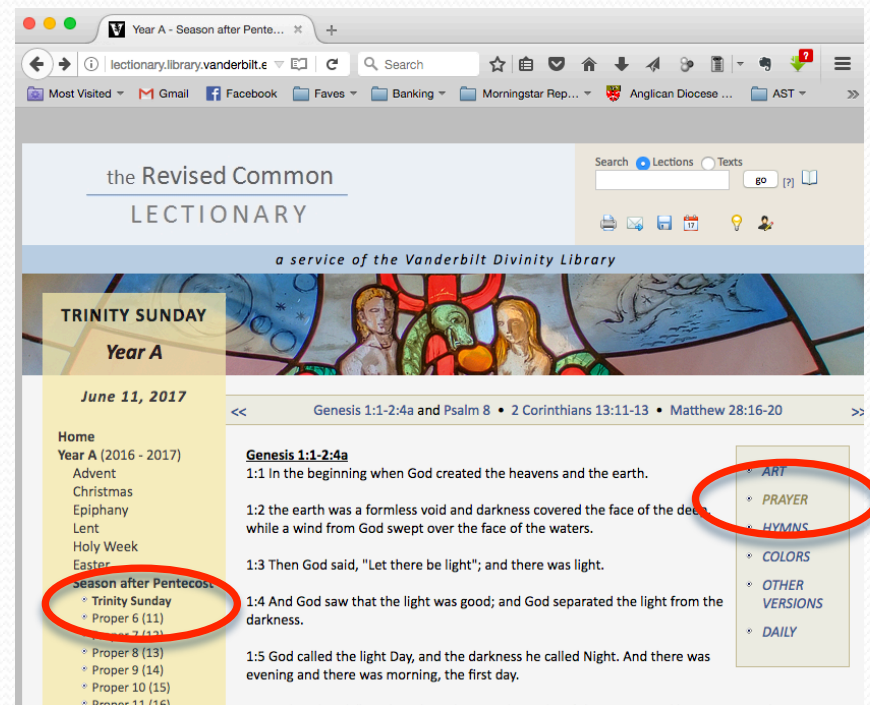 Year A - Season after Pente...
lectionary.library.vanderbilt.e
Search
Most Visited
Gmail
Facebook
Faves
Banking
Morningstar Rep...
Anglican Diocese ...
AST
the Revised Common
LECTIONARY
Search Lections Texts
go [?]
17
a service of the Vanderbilt Divinity Library
TRINITY SUNDAY
Year A
June 11, 2017
<< Genesis 1:1-2:4a and Psalm 8 • 2 Corinthians 13:11-13 • Matthew 28:16-20 >>
Home
Year A (2016 - 2017)
Advent
Christmas
Epiphany
Lent
Holy Week
Easter
Season after Pentecost
Trinity Sunday
Proper 6 (11)
Proper 7 (12)
Proper 8 (13)
Proper 9 (14)
Proper 10 (15)
Proper 11 (16)
Genesis 1:1-2:4a
1:1 In the beginning when God created the heavens and the earth.
1:2 the earth was a formless void and darkness covered the face of the deep,
while a wind from God swept over the face of the waters.
1:3 Then God said, "Let there be light"; and there was light.
1:4 And God saw that the light was good; and God separated the light from the
darkness.
1:5 God called the light Day, and the darkness he called Night. And there was
evening and there was morning, the first day.
ART
PRAYER
HYMNS
COLORS
OTHER
VERSIONS
DAILY